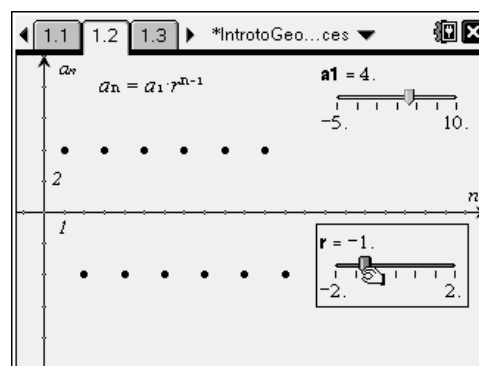 1.1 1.2 1.3 *IntrotoGeo...ces
aₙ
aₙ = a₁·rⁿ⁻¹
a1 = 4.
-5. 10.
2
n
1
r = -1.
-2. 2.